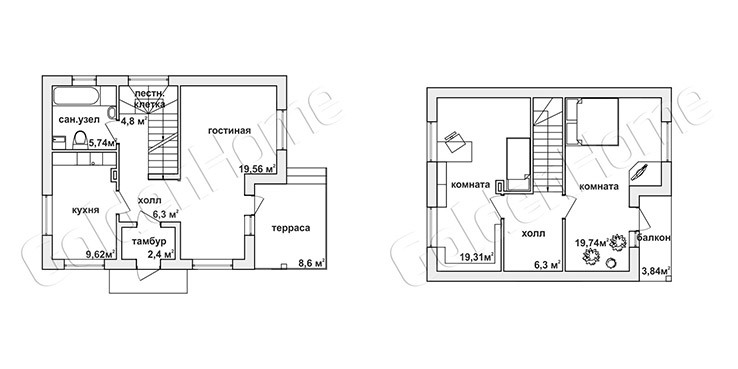 лестн.
клетка
4,8 м²
сан.узел
5,74м²
гостиная
19,56 м²
холл
6,3 м²
кухня
9,62м²
тамбур
2,4 м²
терраса
8,6 м²
комната
19,31м²
холл
6,3 м²
комната
19,74м²
балкон
3,84м²
GoldenHome
GoldenHome